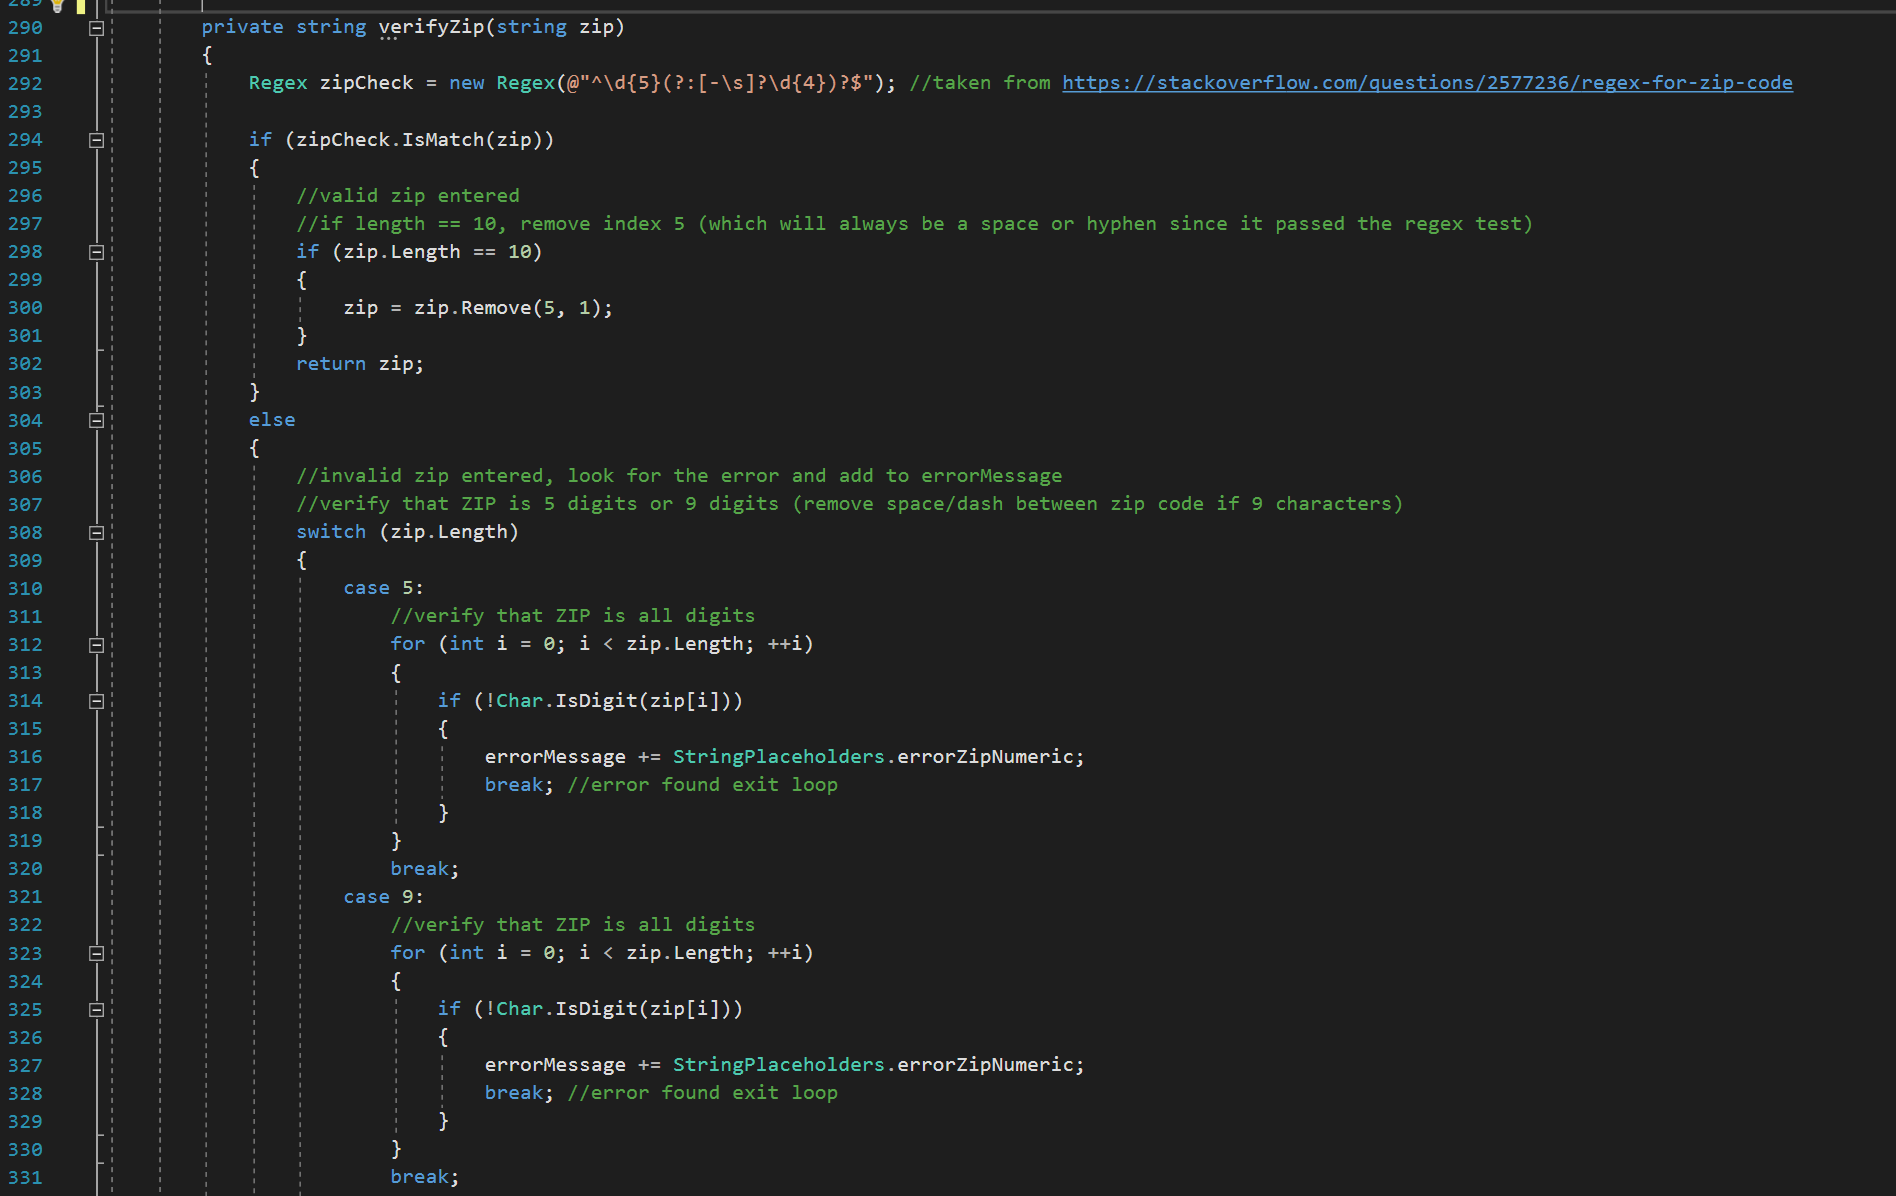 289
290 private string verifyZip(string zip)
291 {
292 Regex zipCheck = new Regex(@"^\d{5}(?:[-\s]?\d{4})?$"); //taken from https://stackoverflow.com/questions/2577236/regex-for-zip-code
293
294 if (zipCheck.IsMatch(zip))
295 {
296 //valid zip entered
297 //if length == 10, remove index 5 (which will always be a space or hyphen since it passed the regex test)
298 if (zip.Length == 10)
299 {
300 zip = zip.Remove(5, 1);
301 }
302 return zip;
303 }
304 else
305 {
306 //invalid zip entered, look for the error and add to errorMessage
307 //verify that ZIP is 5 digits or 9 digits (remove space/dash between zip code if 9 characters)
308 switch (zip.Length)
309 {
310 case 5:
311 //verify that ZIP is all digits
312 for (int i = 0; i < zip.Length; ++i)
313 {
314 if (!Char.IsDigit(zip[i]))
315 {
316 errorMessage += StringPlaceholders.errorZipNumeric;
317 break; //error found exit loop
318 }
319 }
320 break;
321 case 9:
322 //verify that ZIP is all digits
323 for (int i = 0; i < zip.Length; ++i)
324 {
325 if (!Char.IsDigit(zip[i]))
326 {
327 errorMessage += StringPlaceholders.errorZipNumeric;
328 break; //error found exit loop
329 }
330 }
331 break;